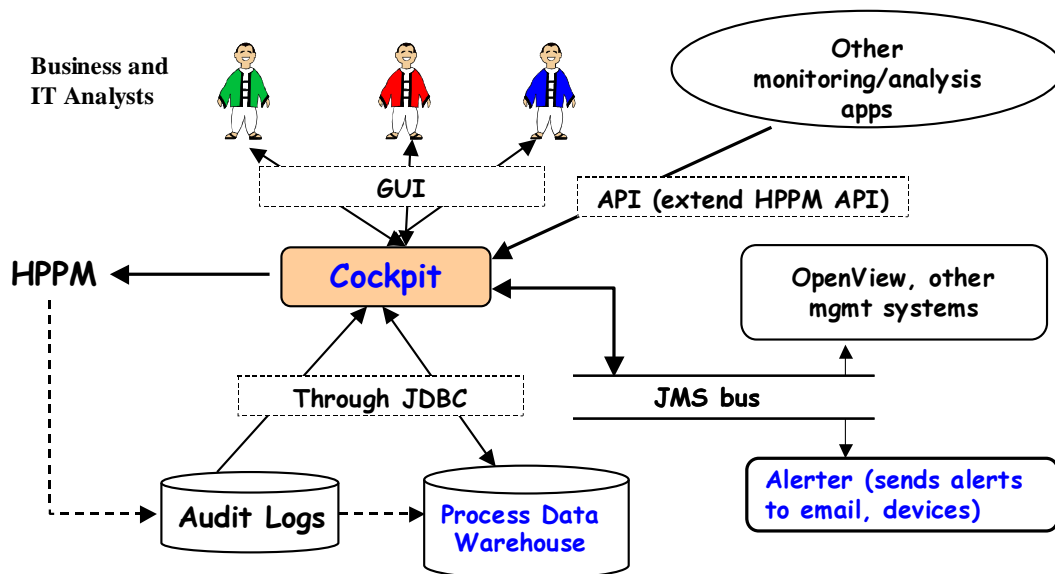 Business and
IT Analysts
Other
monitoring/analysis
apps
GUI
API (extend HPPM API)
HPPM
Cockpit
OpenView, other
mgmt systems
Through JDBC
JMS bus
Audit Logs
Process Data
Warehouse
Alerter (sends alerts
to email, devices)